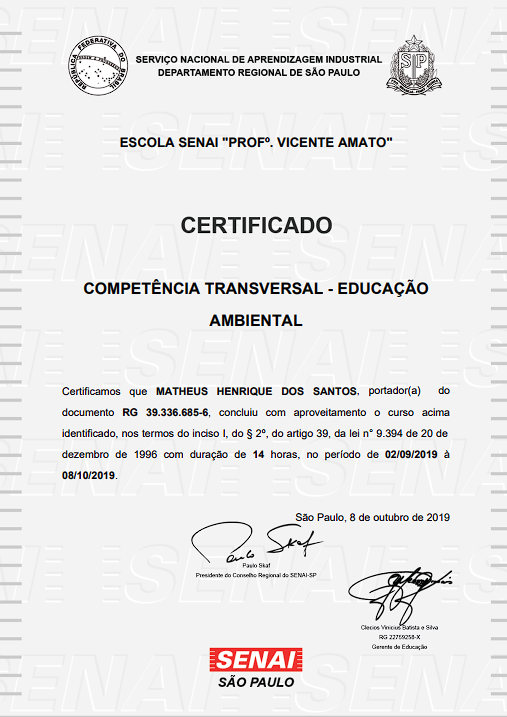 REPÚBLICA FEDERATIVA DO BRASIL
SERVIÇO NACIONAL DE APRENDIZAGEM INDUSTRIAL
DEPARTAMENTO REGIONAL DE SÃO PAULO
SP
ESCOLA SENAI "PROFº. VICENTE AMATO"
CERTIFICADO
COMPETÊNCIA TRANSVERSAL - EDUCAÇÃO
AMBIENTAL
Certificamos que MATHEUS HENRIQUE DOS SANTOS, portador(a) do
documento RG 39.336.685-6, concluiu com aproveitamento o curso acima
identificado, nos termos do inciso I, do § 2º, do artigo 39, da lei n° 9.394 de 20 de
dezembro de 1996 com duração de 14 horas, no período de 02/09/2019 à
08/10/2019.
São Paulo, 8 de outubro de 2019
Paulo Skaf
Paulo Skaf
Presidente do Conselho Regional do SENAI-SP
Clecios Vinícius Batista e Silva
RG 22759258-X
Gerente de Educação
SENAI
SÃO PAULO